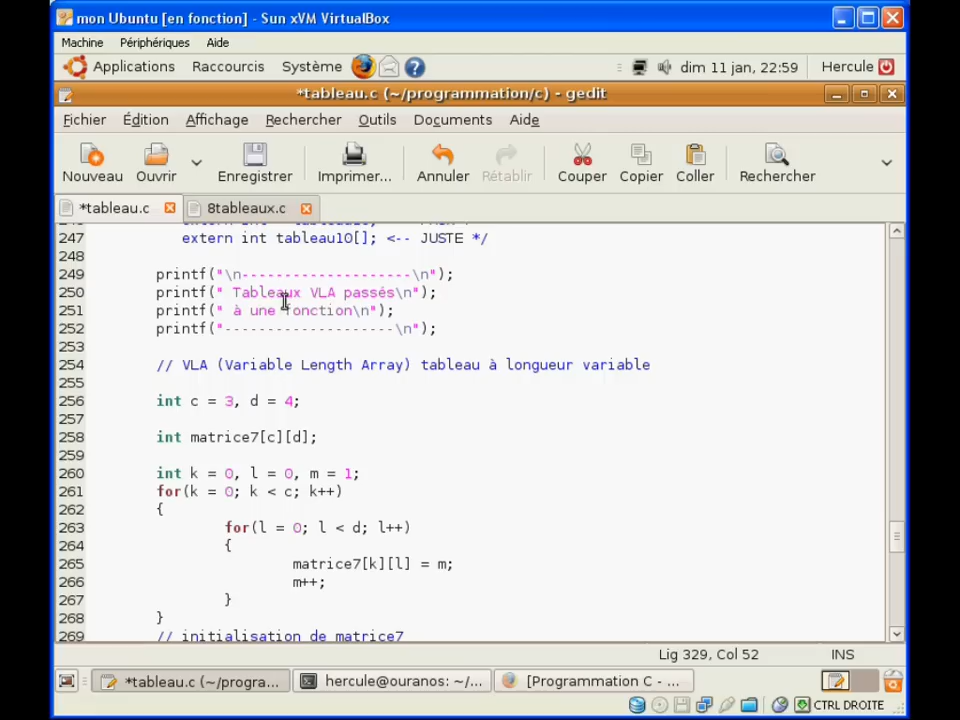 mon Ubuntu [en fonction] - Sun xVM VirtualBox
Machine Périphériques Aide
Applications Raccourcis Système dim 11 jan, 22:59 Hercule
*tableau.c (~/programmation/c) - gedit
Fichier Édition Affichage Rechercher Outils Documents Aide
Nouveau Ouvrir Enregistrer Imprimer... Annuler Rétablir Couper Copier Coller Rechercher
*tableau.c 8tableaux.c
247 extern int tableau10[]; <-- JUSTE */
248
249 printf("\n--------------------\n");
250 printf(" Tableaux VLA passés\n");
251 printf(" à une fonction\n");
252 printf("--------------------\n");
253
254 // VLA (Variable Length Array) tableau à longueur variable
255
256 int c = 3, d = 4;
257
258 int matrice7[c][d];
259
260 int k = 0, l = 0, m = 1;
261 for(k = 0; k < c; k++)
262 {
263 for(l = 0; l < d; l++)
264 {
265 matrice7[k][l] = m;
266 m++;
267 }
268 }
269 // initialisation de matrice7
Lig 329, Col 52 INS
*tableau.c (~/progra... hercule@ouranos: ~/... [Programmation C - ...
CTRL DROITE